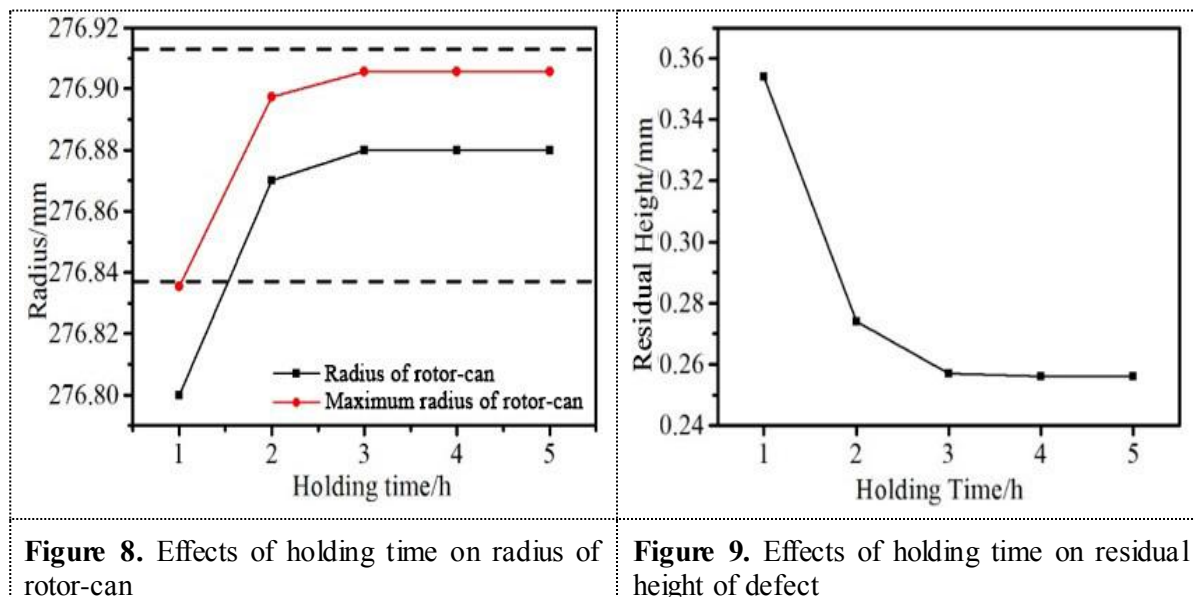 276.92
276.90
276.88
276.86
276.84
276.82
276.80
Radius/mm
Radius of rotor-can
Maximum radius of rotor-can
1 2 3 4 5
Holding time/h
0.36
0.34
0.32
0.30
0.28
0.26
0.24
Residual Height/mm
1 2 3 4 5
Holding Time/h
Figure 8. Effects of holding time on radius of
rotor-can
Figure 9. Effects of holding time on residual
height of defect